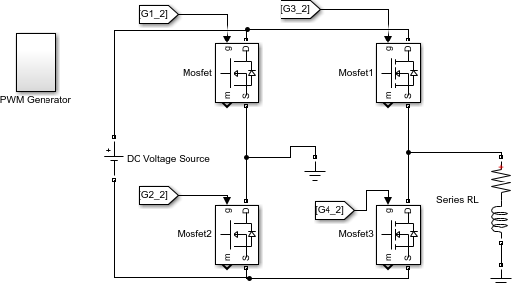 [G1_2]
[G3_2]
g
D
Mosfet
m
S
g
D
Mosfet1
m
S
PWM Generator
+
DC Voltage Source
[G2_2]
[G4_2]
Series RL
+
g
D
Mosfet2
m
S
g
D
Mosfet3
m
S